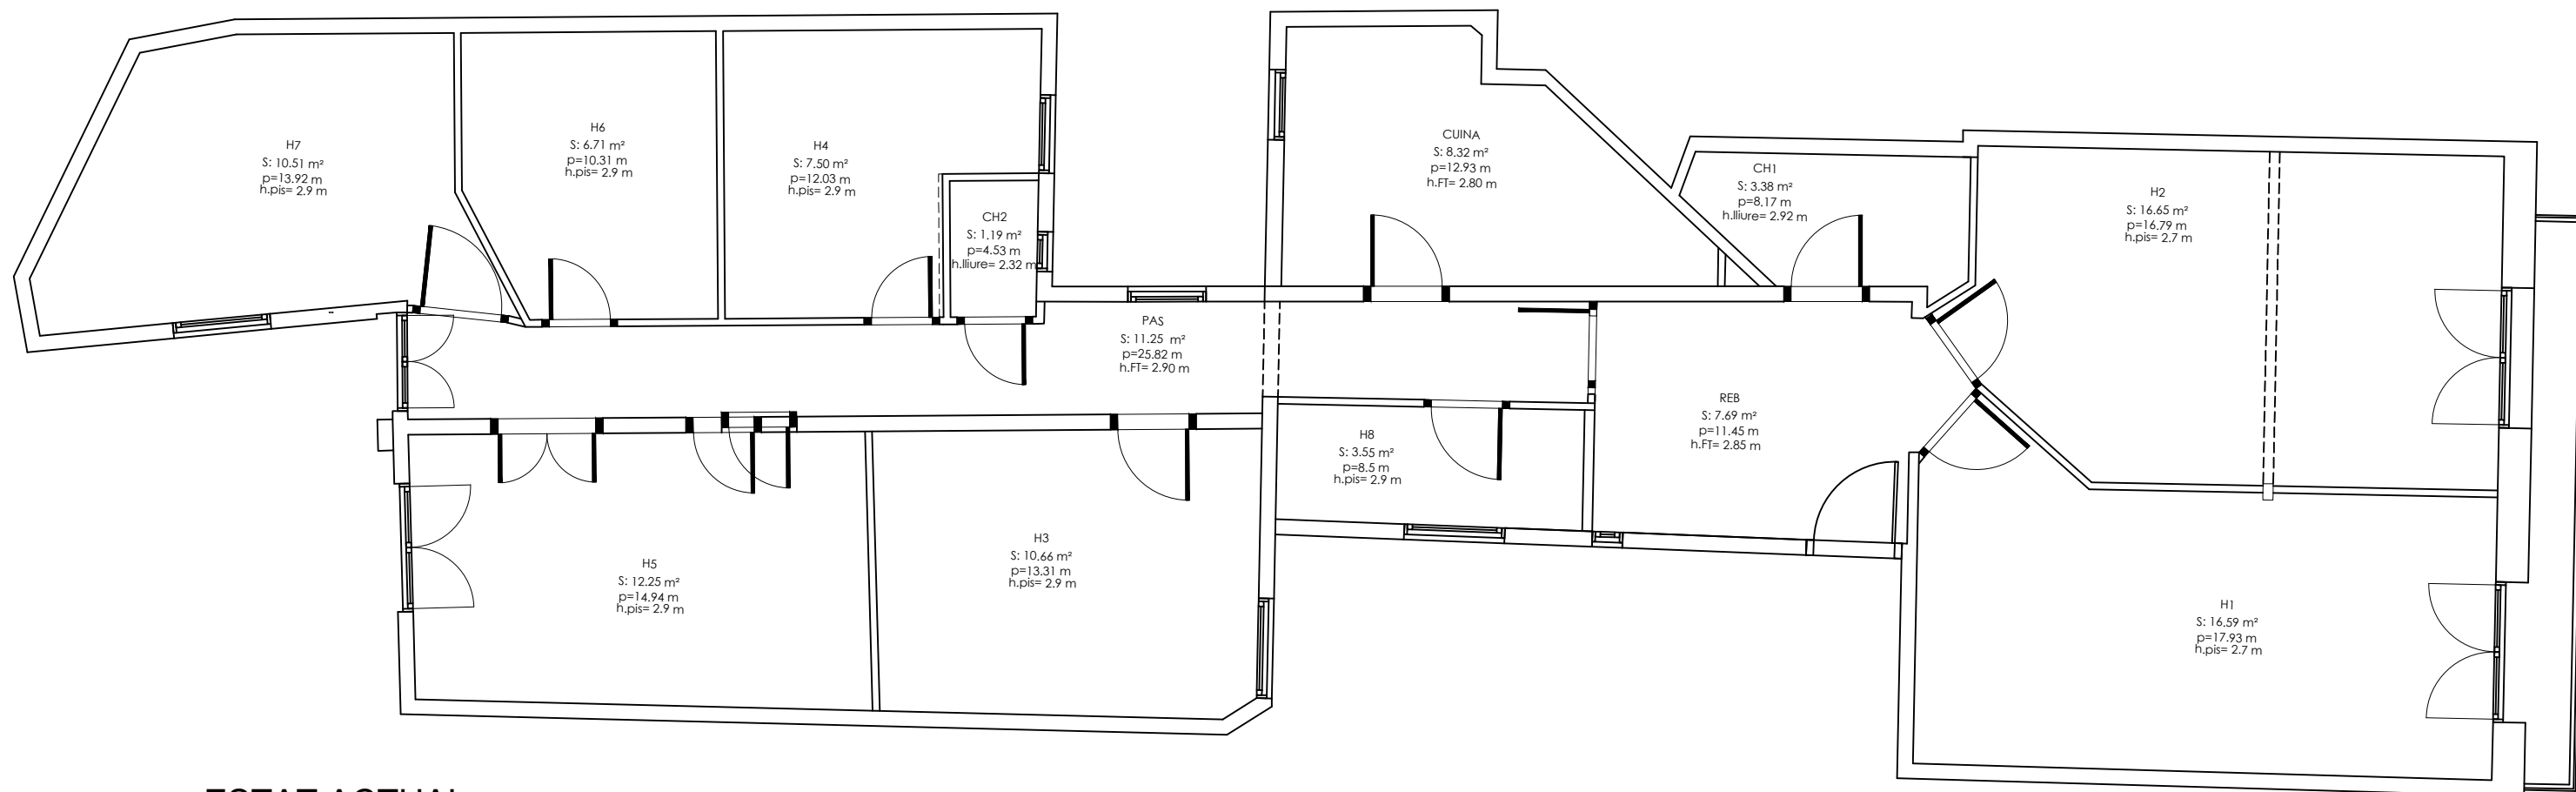 H7
S: 10.51 m²
p=13.92 m
h.pis= 2.9 m
H6
S: 6.71 m²
p=10.31 m
h.pis= 2.9 m
H4
S: 7.50 m²
p=12.03 m
h.pis= 2.9 m
CH2
S: 1.19 m²
p=4.53 m
h.lliure= 2.32 m
CUINA
S: 8.32 m²
p=12.93 m
h.FT= 2.80 m
CH1
S: 3.38 m²
p=8.17 m
h.lliure= 2.92 m
H2
S: 16.65 m²
p=16.79 m
h.pis= 2.7 m
PAS
S: 11.25 m²
p=25.82 m
h.FT= 2.90 m
REB
S: 7.69 m²
p=11.45 m
h.FT= 2.85 m
H8
S: 3.55 m²
p=8.5 m
h.pis= 2.9 m
H5
S: 12.25 m²
p=14.94 m
h.pis= 2.9 m
H3
S: 10.66 m²
p=13.31 m
h.pis= 2.9 m
H1
S: 16.59 m²
p=17.93 m
h.pis= 2.7 m
ESTAT ACTUAL